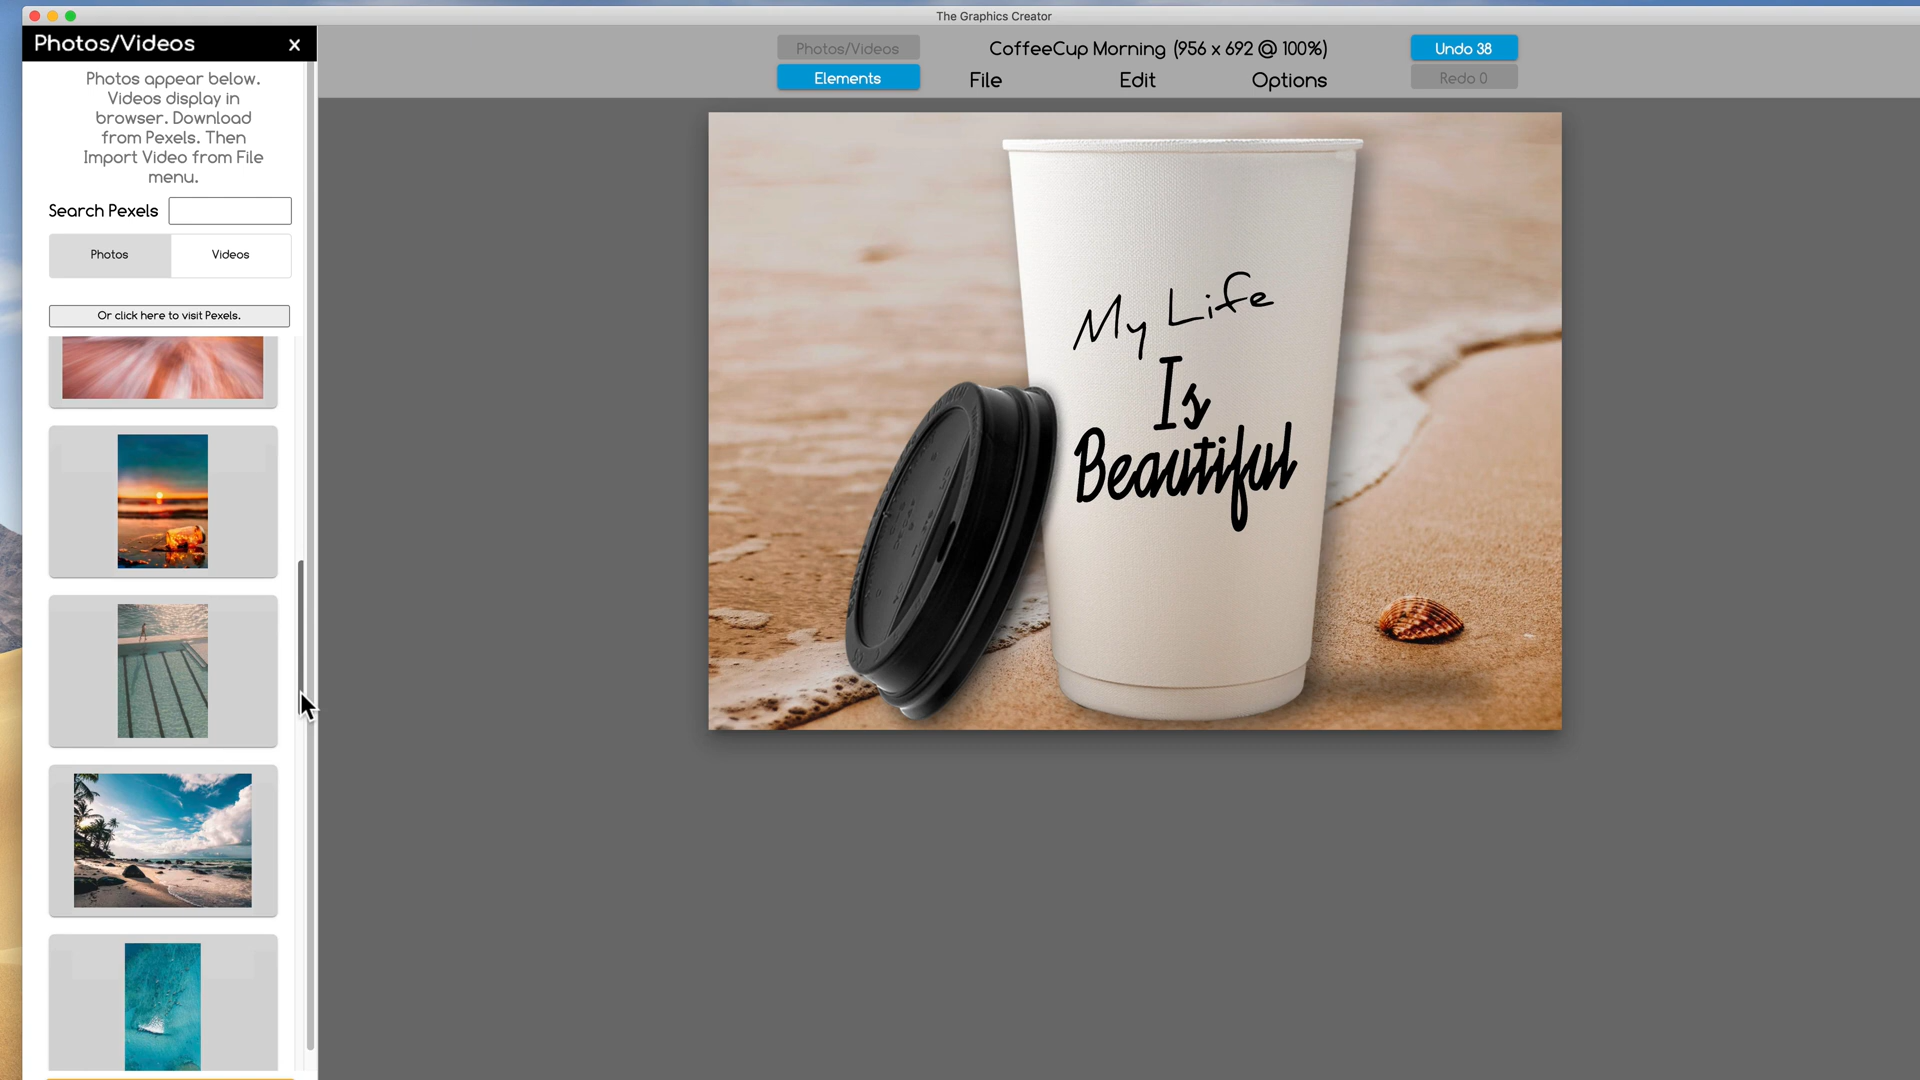 The Graphics Creator
Photos/Videos
x
Photos appear below.
Videos display in
browser. Download
from Pexels. Then
Import Video from File
menu.
Search Pexels
Photos
Videos
Or click here to visit Pexels.
Photos/Videos
Elements
CoffeeCup Morning (956 x 692 @ 100%)
File
Edit
Options
Undo 38
Redo 0
My Life
Is
Beautiful